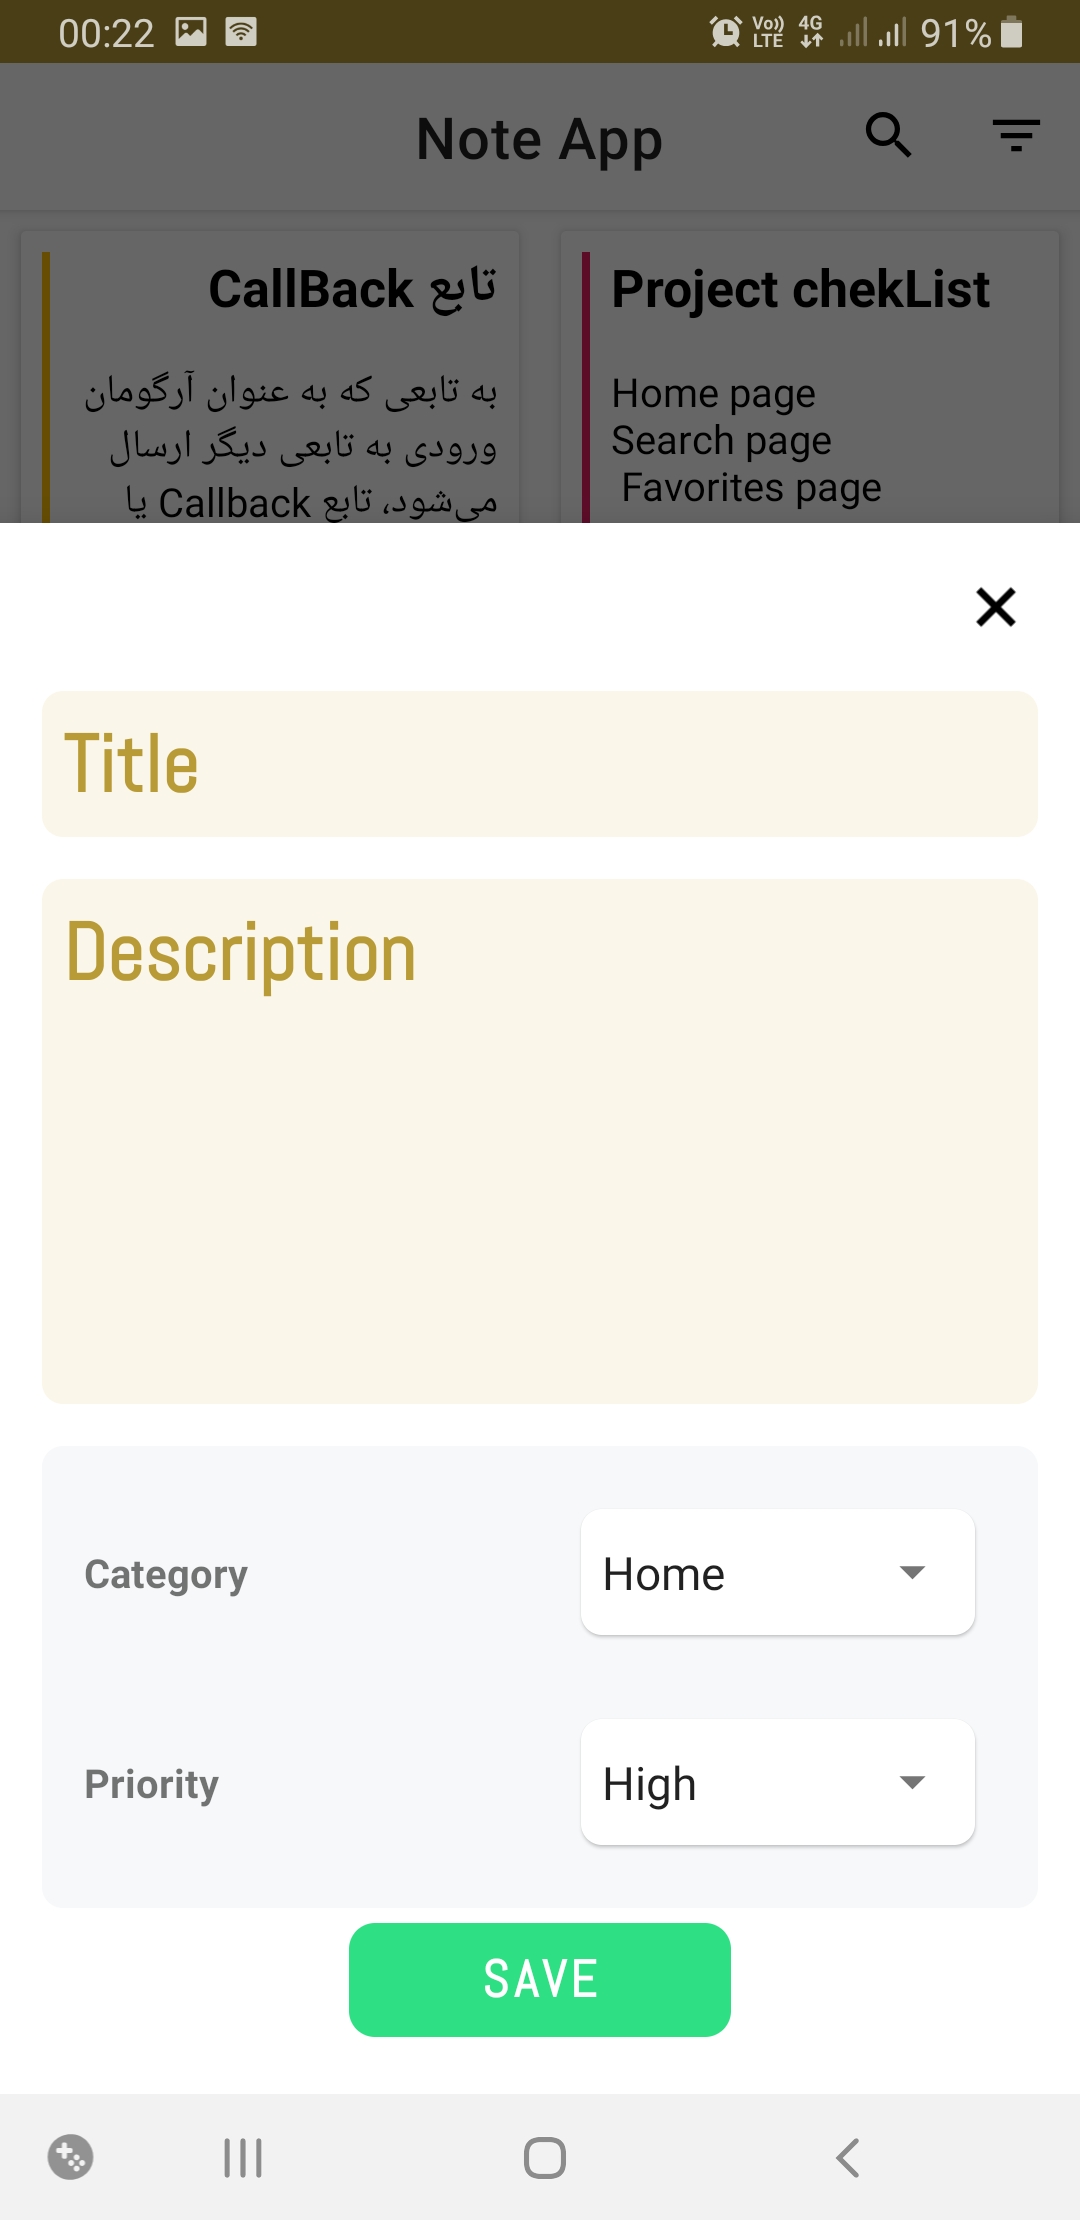 00:22
Vo)) LTE 4G 91%
Note App
تابع CallBack
به تابعی که به عنوان آرگومان
ورودی به تابعی دیگر ارسال
می‌شود، تابع Callback یا
Project chekList
Home page
Search page
Favorites page
Title
Description
Category
Home
Priority
High
SAVE